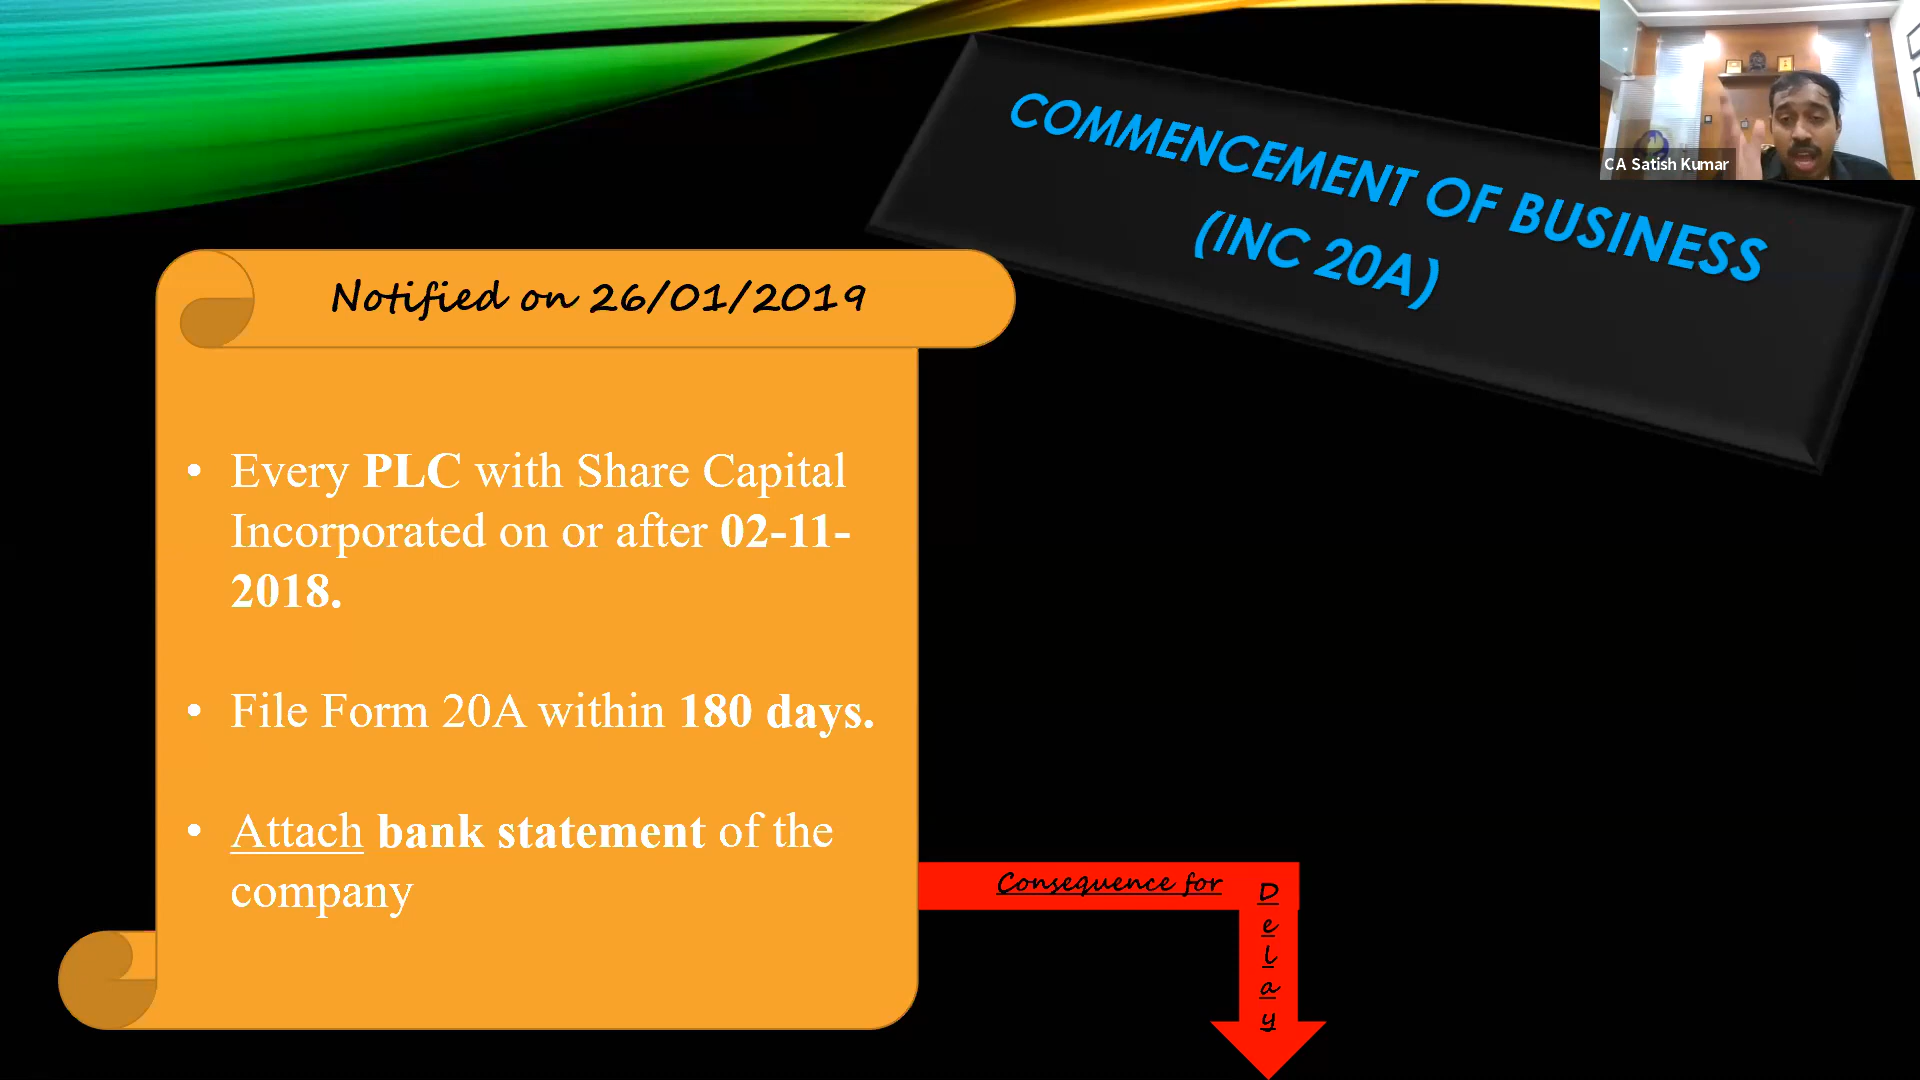 COMMENCEMENT OF BUSINESS
(INC 20A)
CA Satish Kumar
Notified on 26/01/2019
• Every PLC with Share Capital
Incorporated on or after 02-11-
2018.
• File Form 20A within 180 days.
• Attach bank statement of the
company
Consequence for
Delay